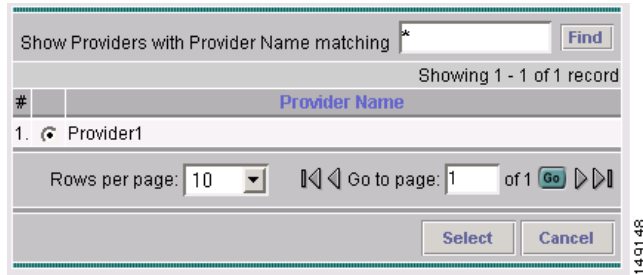 Show Providers with Provider Name matching * Find
Showing 1 - 1 of 1 record
# Provider Name
1. Provider1
Rows per page: 10 Go to page: 1 of 1 Go
Select Cancel
149148